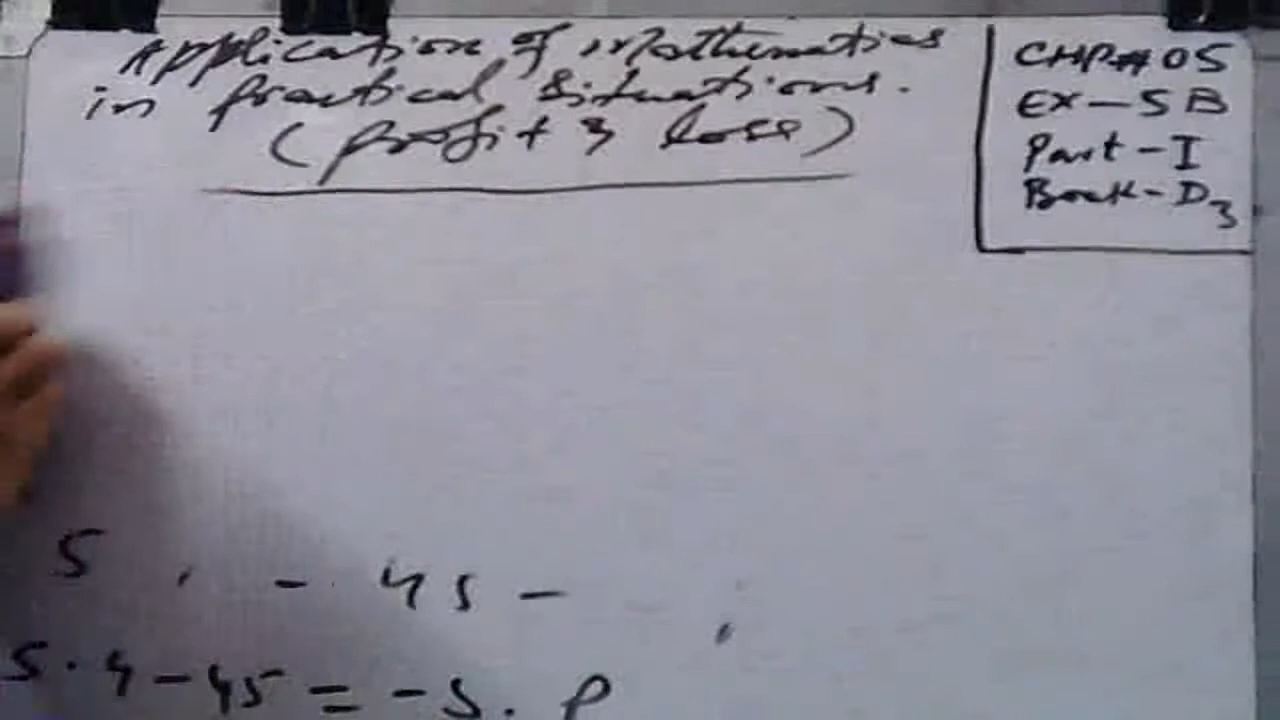 Application of Mathematics
in Practical Situations.
(Profit & Loss)
CHP# 05
EX-5B
Part-I
Book-D3
5 - 45 -
5.4-45=-5.